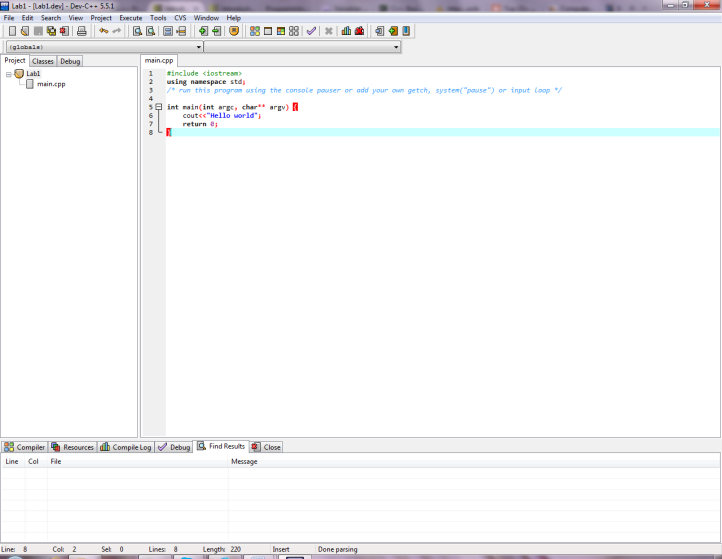 Lab1 - [Lab1.dev] - Dev-C++ 5.5.1
File Edit Search View Project Execute Tools CVS Window Help
(globals)
Project Classes Debug main.cpp
Lab1
main.cpp
1 #include <iostream>
2 using namespace std;
3 /* run this program using the console pauser or add your own getch, system("pause") or input loop */
4
5 int main(int argc, char** argv) {
6 cout<<"Hello world";
7 return 0;
8 }
Compiler Resources Compile Log Debug Find Results Close
Line Col File Message
Line: 8 Col: 2 Sel: 0 Lines: 8 Length: 220 Insert Done parsing